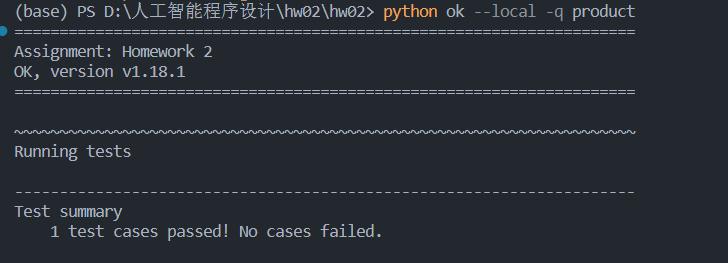 (base) PS D:\人工智能程序设计\hw02\hw02> python ok --local -q product
=====================================================================
Assignment: Homework 2
OK, version v1.18.1
=====================================================================
~~~~~~~~~~~~~~~~~~~~~~~~~~~~~~~~~~~~~~~~~~~~~~~~~~~~~~~~~~~~~~~~~~~~~
Running tests
---------------------------------------------------------------------
Test summary
    1 test cases passed! No cases failed.